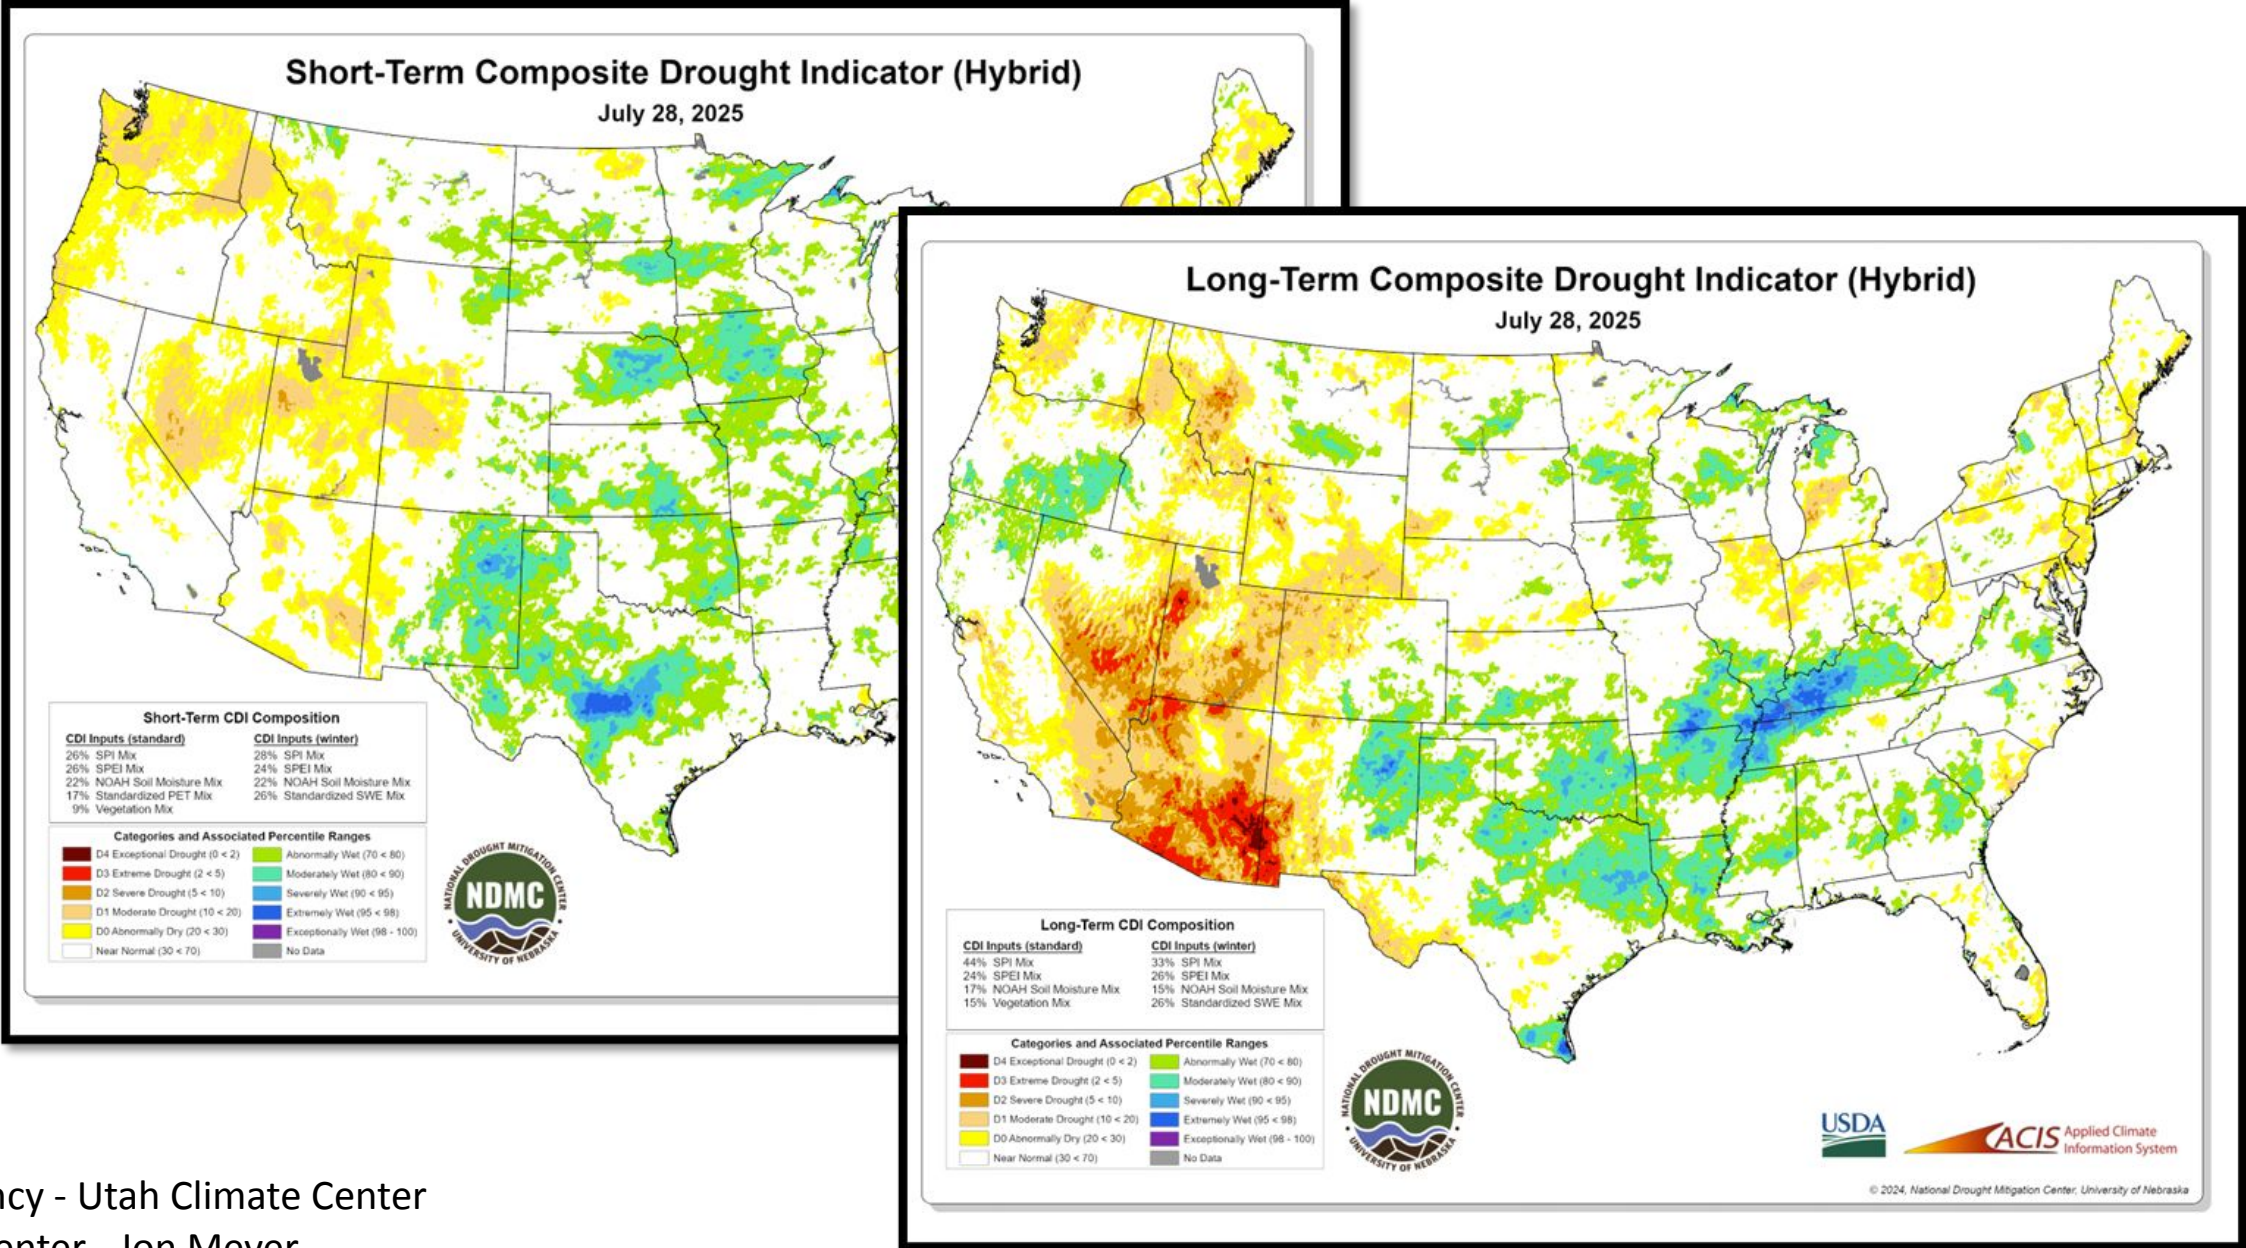 Short-Term Composite Drought Indicator (Hybrid)
July 28, 2025
Short-Term CDI Composition
CDI Inputs (standard)
26% SPI Mix
26% SPEI Mix
22% NOAH Soil Moisture Mix
17% Standardized PET Mix
9% Vegetation Mix
CDI Inputs (winter)
28% SPI Mix
24% SPEI Mix
22% NOAH Soil Moisture Mix
26% Standardized SWE Mix
Categories and Associated Percentile Ranges
D4 Exceptional Drought (0 < 2)
D3 Extreme Drought (2 < 5)
D2 Severe Drought (5 < 10)
D1 Moderate Drought (10 < 20)
D0 Abnormally Dry (20 < 30)
Near Normal (30 < 70)
Abnormally Wet (70 < 80)
Moderately Wet (80 < 90)
Severely Wet (90 < 95)
Extremely Wet (95 < 98)
Exceptionally Wet (98 - 100)
No Data
NATIONAL DROUGHT MITIGATION CENTER
NDMC
UNIVERSITY OF NEBRASKA
Long-Term Composite Drought Indicator (Hybrid)
July 28, 2025
Long-Term CDI Composition
CDI Inputs (standard)
44% SPI Mix
24% SPEI Mix
17% NOAH Soil Moisture Mix
15% Vegetation Mix
CDI Inputs (winter)
33% SPI Mix
26% SPEI Mix
15% NOAH Soil Moisture Mix
26% Standardized SWE Mix
Categories and Associated Percentile Ranges
D4 Exceptional Drought (0 < 2)
D3 Extreme Drought (2 < 5)
D2 Severe Drought (5 < 10)
D1 Moderate Drought (10 < 20)
D0 Abnormally Dry (20 < 30)
Near Normal (30 < 70)
Abnormally Wet (70 < 80)
Moderately Wet (80 < 90)
Severely Wet (90 < 95)
Extremely Wet (95 < 98)
Exceptionally Wet (98 - 100)
No Data
NATIONAL DROUGHT MITIGATION CENTER
NDMC
UNIVERSITY OF NEBRASKA
USDA
ACIS Applied Climate
Information System
© 2024, National Drought Mitigation Center, University of Nebraska
ncy - Utah Climate Center
enter - Jon Meyer